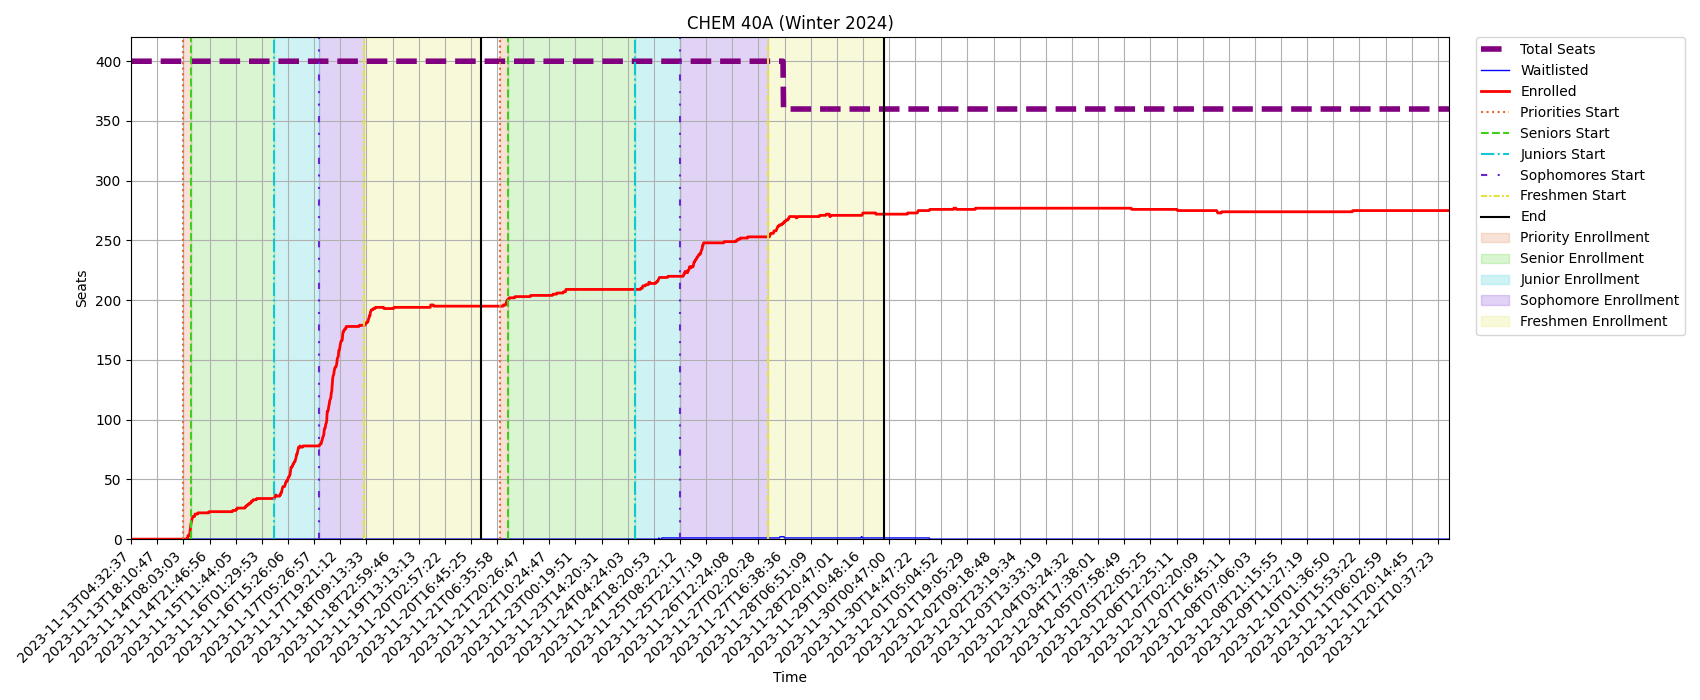 CHEM 40A (Winter 2024)
Seats
400
350
300
250
200
150
100
50
0
2023-11-13T04:32:37
2023-11-13T18:10:47
2023-11-14T08:03:03
2023-11-14T21:46:56
2023-11-15T11:44:05
2023-11-16T01:29:53
2023-11-16T15:26:06
2023-11-17T05:26:57
2023-11-17T19:21:12
2023-11-18T09:13:33
2023-11-18T22:59:46
2023-11-19T13:13:13
2023-11-20T02:57:22
2023-11-20T16:45:25
2023-11-21T06:35:58
2023-11-21T20:26:47
2023-11-22T10:24:47
2023-11-23T00:19:51
2023-11-23T14:20:31
2023-11-24T04:24:03
2023-11-24T18:20:53
2023-11-25T08:22:12
2023-11-25T22:17:19
2023-11-26T12:24:08
2023-11-27T02:20:28
2023-11-27T16:38:36
2023-11-28T06:51:09
2023-11-28T20:47:01
2023-11-29T10:48:16
2023-11-30T00:47:00
2023-11-30T14:47:22
2023-12-01T05:04:52
2023-12-01T19:05:29
2023-12-02T09:18:48
2023-12-02T23:19:34
2023-12-03T13:33:19
2023-12-04T03:24:32
2023-12-04T17:38:01
2023-12-05T07:58:49
2023-12-05T22:05:25
2023-12-06T12:25:11
2023-12-07T02:20:09
2023-12-07T16:45:11
2023-12-08T07:06:03
2023-12-08T21:15:55
2023-12-09T11:27:19
2023-12-10T01:36:50
2023-12-10T15:53:22
2023-12-11T06:02:59
2023-12-11T20:14:45
2023-12-12T10:37:23
Time
Total Seats
Waitlisted
Enrolled
Priorities Start
Seniors Start
Juniors Start
Sophomores Start
Freshmen Start
End
Priority Enrollment
Senior Enrollment
Junior Enrollment
Sophomore Enrollment
Freshmen Enrollment